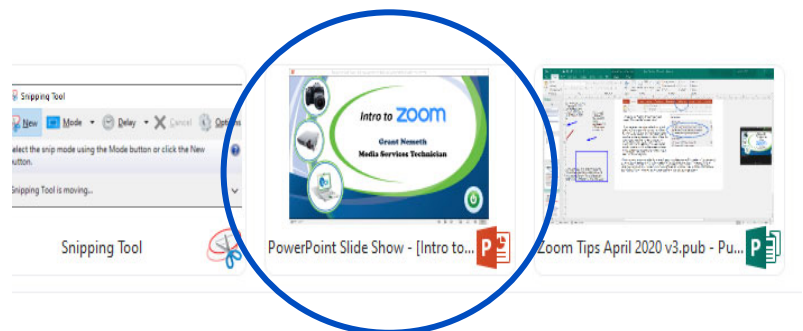 Snipping Tool
New Mode Delay Cancel Options
Select the snip mode using the Mode button or click the New
button.
Snipping Tool is moving...
Snipping Tool
Intro to zoom
Grant Nemeth
Media Services Technician
PowerPoint Slide Show - [Intro to...
Zoom Tips April 2020 v3.pub - Pu...